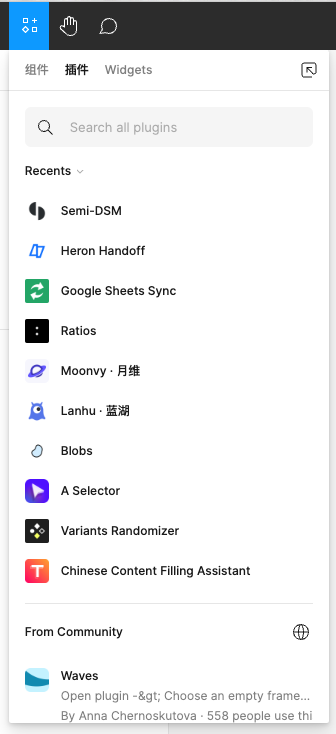 组件 插件 Widgets
Search all plugins
Recents
Semi-DSM
Heron Handoff
Google Sheets Sync
Ratios
Moonvy · 月维
Lanhu · 蓝湖
Blobs
A Selector
Variants Randomizer
Chinese Content Filling Assistant
From Community
Waves
Open plugin -&gt; Choose an empty frame...
By Anna Chernoskutova · 558 people use thi